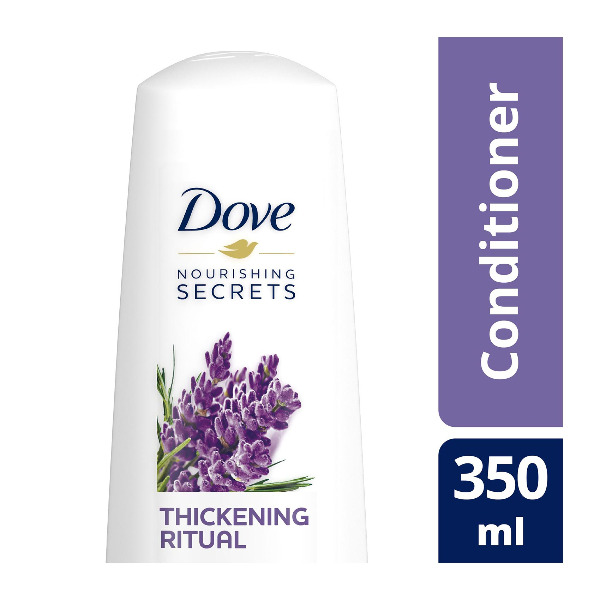 Dove
NOURISHING
SECRETS
THICKENING
RITUAL
Conditioner
350
ml